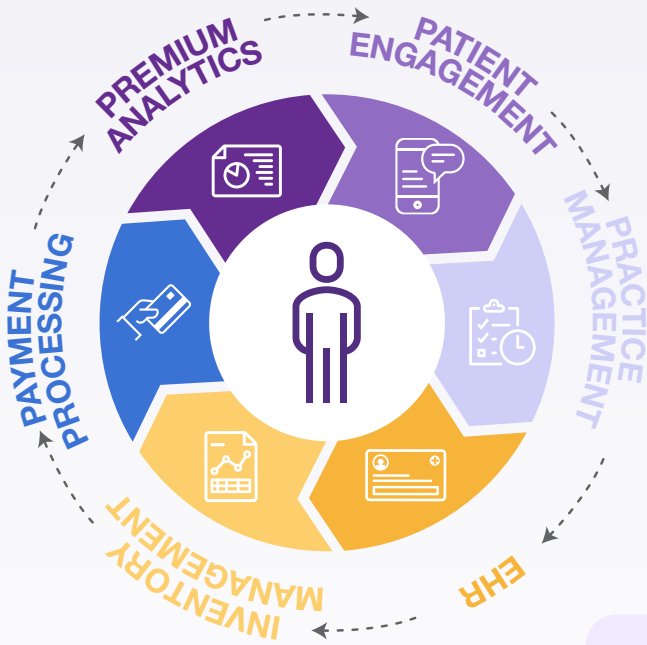 PREMIUM
ANALYTICS
PATIENT
ENGAGEMENT
PRACTICE
MANAGEMENT
EHR
INVENTORY
MANAGEMENT
PAYMENT
PROCESSING